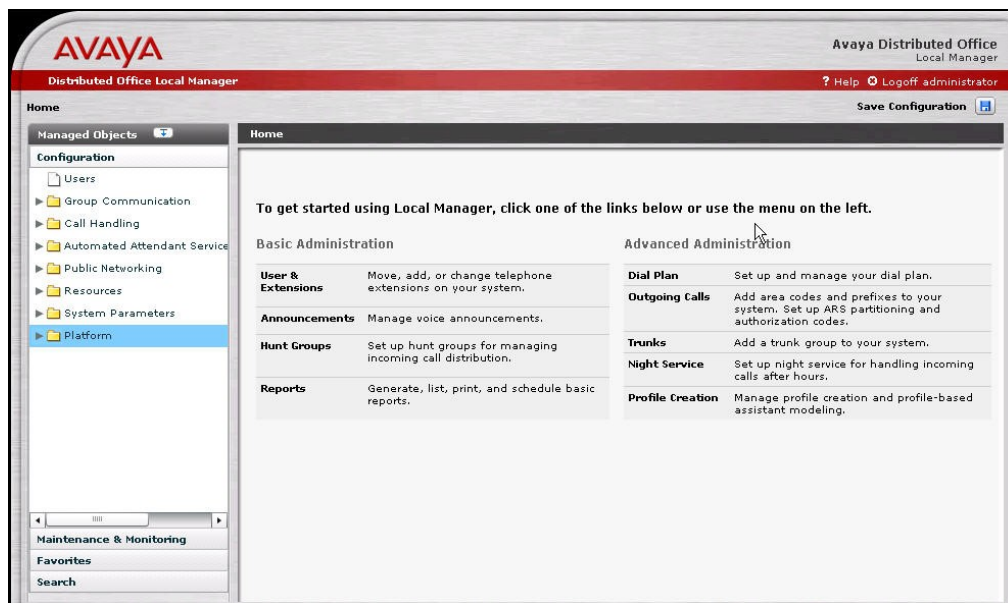 AVAYA
Avaya Distributed Office
Local Manager
Distributed Office Local Manager
? Help Logoff administrator
Home
Save Configuration
Managed Objects
Configuration
Users
Group Communication
Call Handling
Automated Attendant Service
Public Networking
Resources
System Parameters
Platform
Maintenance & Monitoring
Favorites
Search
Home
To get started using Local Manager, click one of the links below or use the menu on the left.
Basic Administration
User &
Extensions
Move, add, or change telephone
extensions on your system.
Announcements
Manage voice announcements.
Hunt Groups
Set up hunt groups for managing
incoming call distribution.
Reports
Generate, list, print, and schedule basic
reports.
Advanced Administration
Dial Plan
Set up and manage your dial plan.
Outgoing Calls
Add area codes and prefixes to your
system. Set up ARS partitioning and
authorization codes.
Trunks
Add a trunk group to your system.
Night Service
Set up night service for handling incoming
calls after hours.
Profile Creation
Manage profile creation and profile-based
assistant modeling.